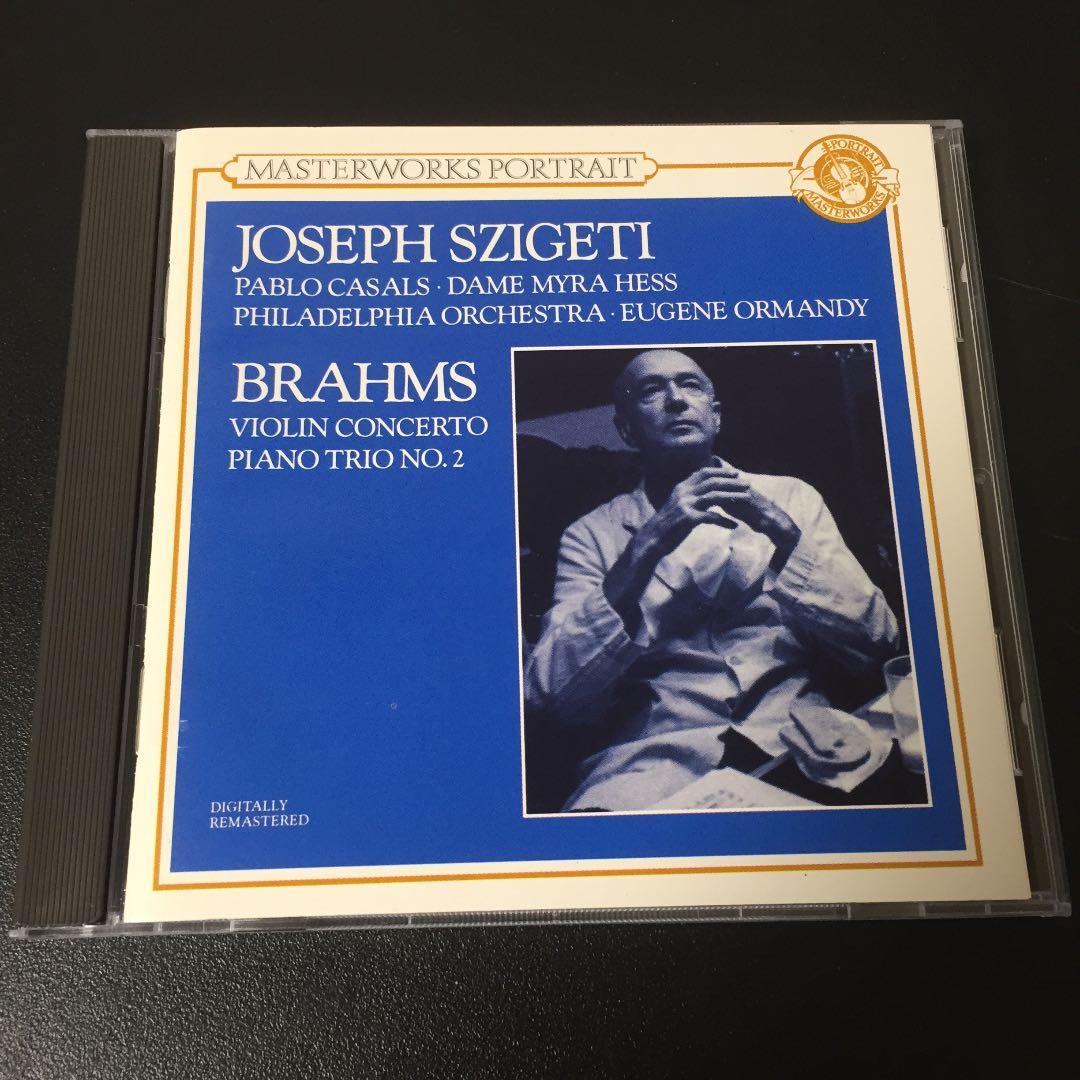 MASTERWORKS PORTRAIT
PORTRAIT
MASTERWORKS
JOSEPH SZIGETI
PABLO CASALS · DAME MYRA HESS
PHILADELPHIA ORCHESTRA · EUGENE ORMANDY
BRAHMS
VIOLIN CONCERTO
PIANO TRIO NO. 2
DIGITALLY
REMASTERED